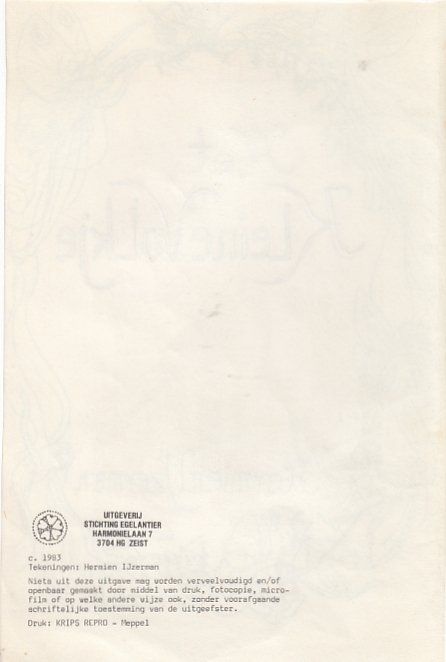 UITGEVERIJ
STICHTING EGELANTIER
HARMONIELAAN 7
3704 HG ZEIST
c. 1983
Tekeningen: Hermien IJzerman
Niets uit deze uitgave mag worden verveelvoudigd en/of
openbaar gemaakt door middel van druk, fotocopie, micro-
film of op welke andere wijze ook, zonder voorafgaande
schriftelijke toestemming van de uitgeefster.
Druk: KRIPS REPRO - Meppel